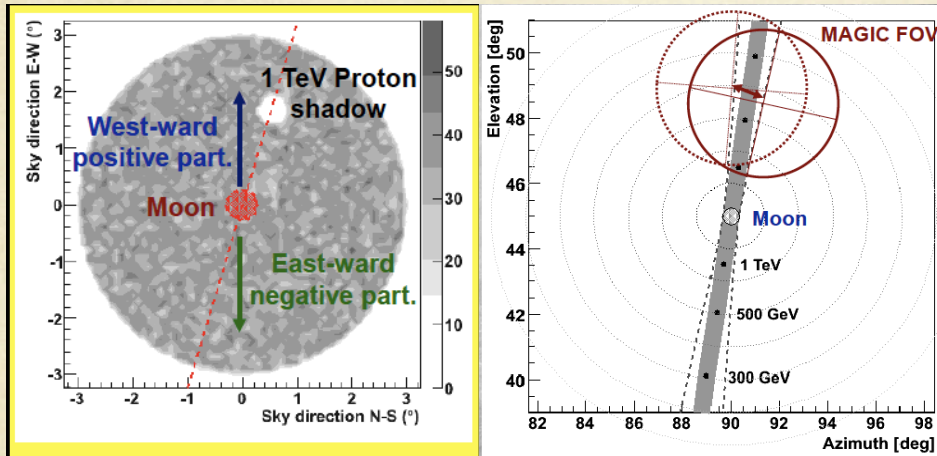 Sky direction E-W (°)
3
2
1
0
-1
-2
-3
1 TeV Proton
shadow
West-ward
positive part.
Moon
East-ward
negative part.
-3
-2
-1
0
1
2
3
Sky direction N-S (°)
50
40
30
20
10
0
Elevation [deg]
50
48
46
44
42
40
MAGIC FOV
Moon
1 TeV
500 GeV
300 GeV
82
84
86
88
90
92
94
96
98
Azimuth [deg]